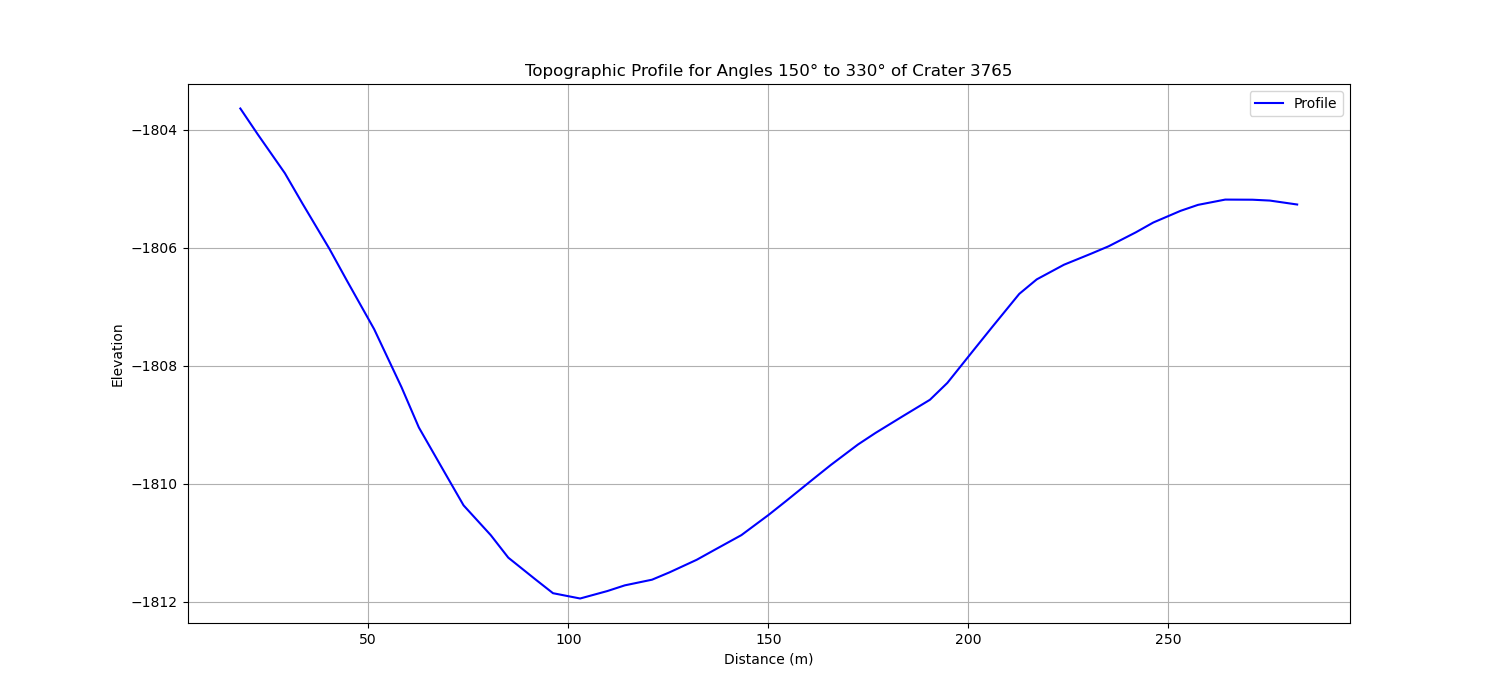 Topographic Profile for Angles 150° to 330° of Crater 3765
Profile
−1804
−1806
−1808
−1810
−1812
Elevation
50
100
150
200
250
Distance (m)